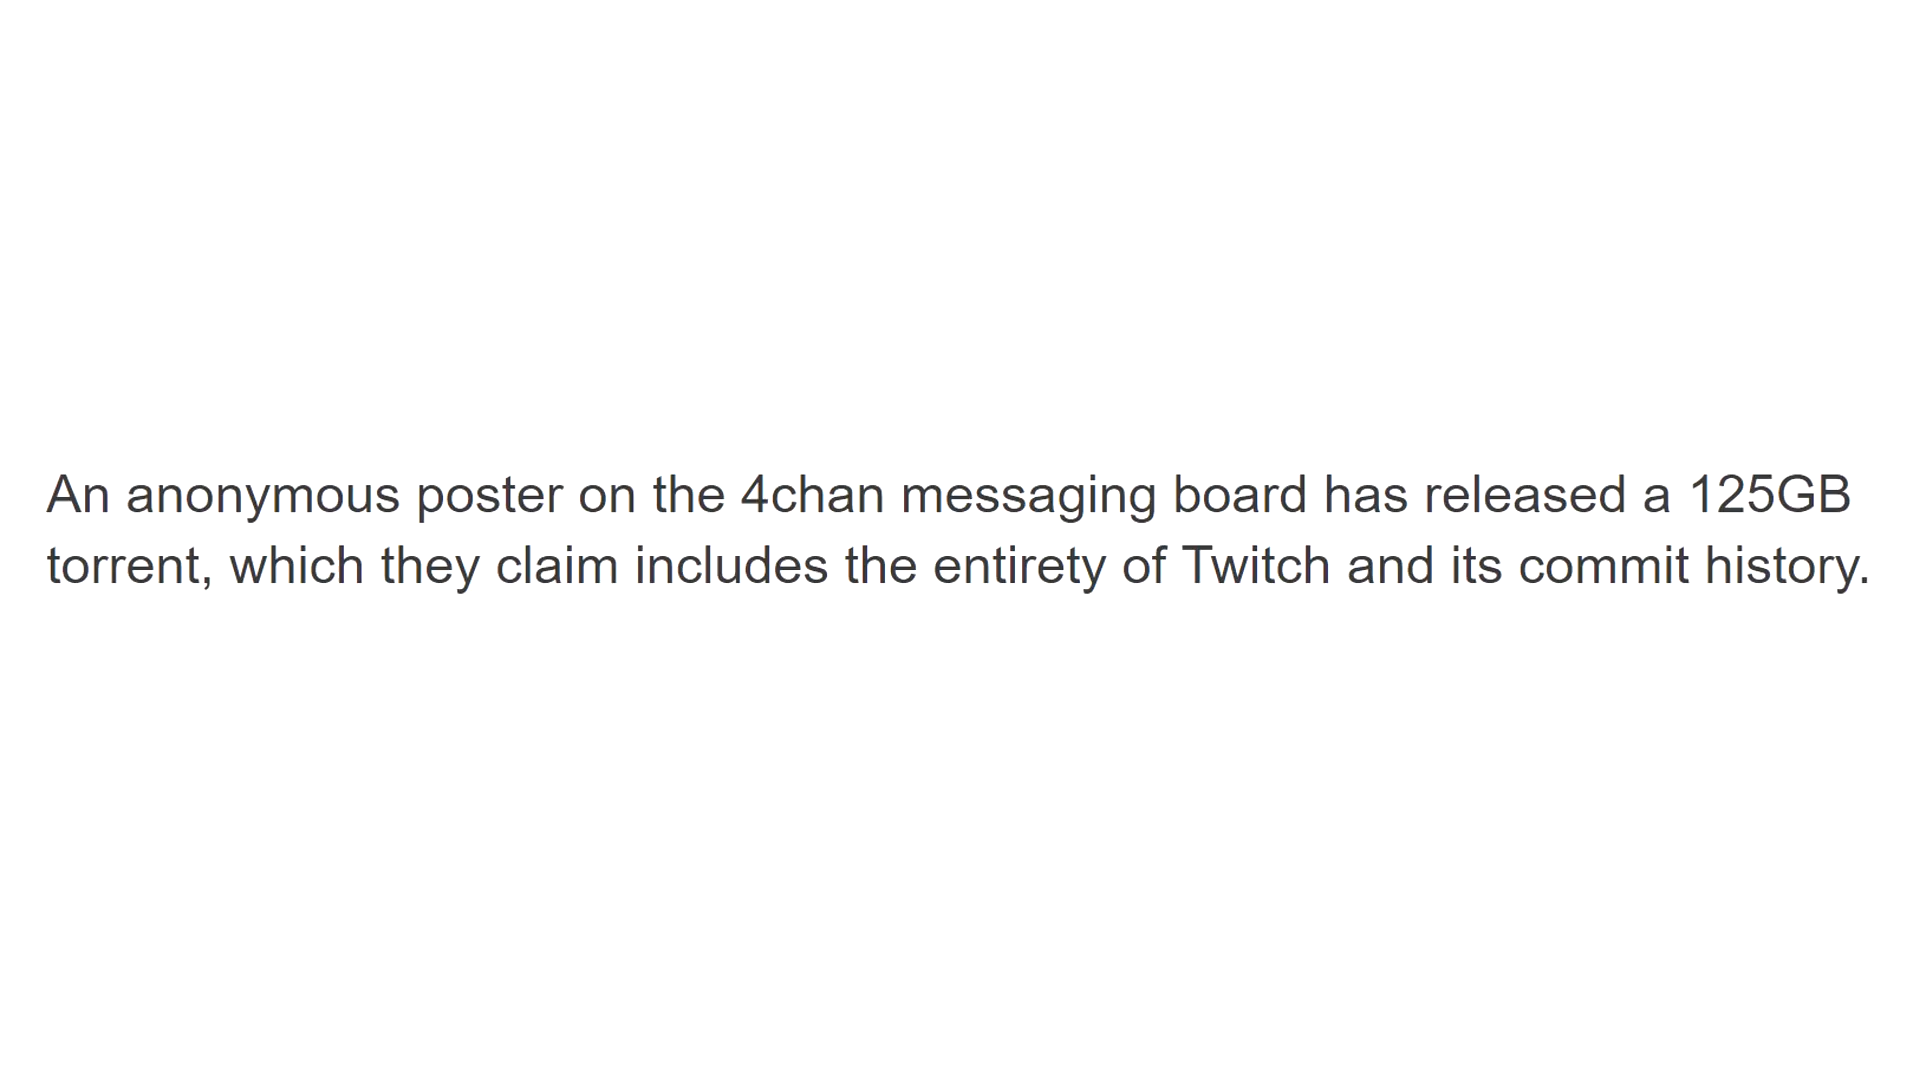 An anonymous poster on the 4chan messaging board has released a 125GB
torrent, which they claim includes the entirety of Twitch and its commit history.